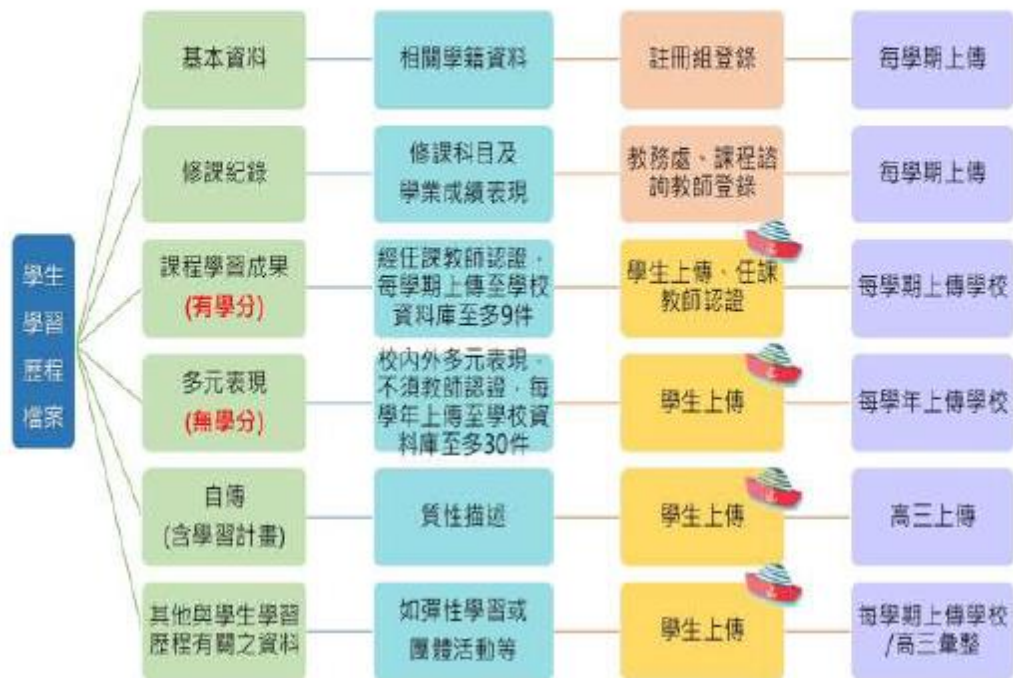 學生
學習
歷程
檔案
基本資料
相關學籍資料
註冊組登錄
每學期上傳
修課紀錄
修課科目及
學業成績表現
教務處、課程諮
詢教師登錄
每學期上傳
課程學習成果
(有學分)
經任課教師認證，
每學期上傳至學校
資料庫至多9件
學生上傳、任課
教師認證
每學期上傳學校
多元表現
(無學分)
校內外多元表現，
不須教師認證，每
學年上傳至學校資
料庫至多30件
學生上傳
每學年上傳學校
自傳
(含學習計畫)
質性描述
學生上傳
高三上傳
其他與學生學習
歷程有關之資料
如彈性學習或
團體活動等
學生上傳
每學期上傳學校
/高三彙整